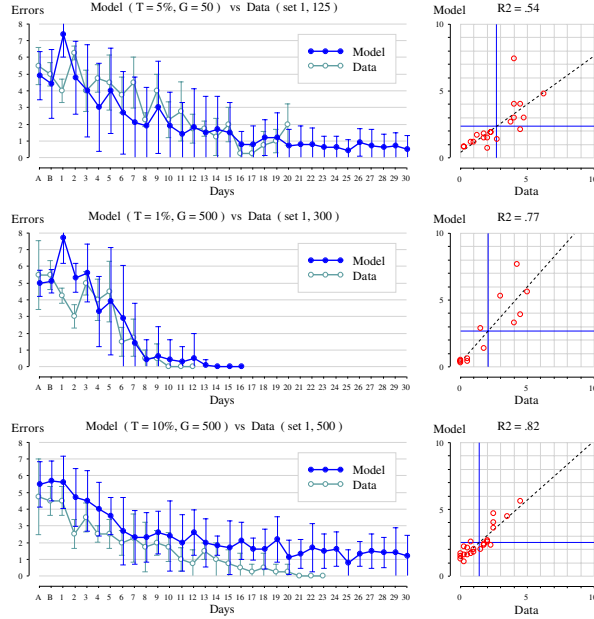 Errors Model ( T = 5%, G = 50 ) vs Data ( set 1, 125 )
8
7
6
5
4
3
2
1
0
Model
Data
A B 1 2 3 4 5 6 7 8 9 10 11 12 13 14 15 16 17 18 19 20 21 22 23 24 25 26 27 28 29 30
Days
Model R2 = .54
10
5
0
0 5 10
Data
Errors Model ( T = 1%, G = 500 ) vs Data ( set 1, 300 )
8
7
6
5
4
3
2
1
0
Model
Data
A B 1 2 3 4 5 6 7 8 9 10 11 12 13 14 15 16 17 18 19 20 21 22 23 24 25 26 27 28 29 30
Days
Model R2 = .77
10
5
0
0 5 10
Data
Errors Model ( T = 10%, G = 500 ) vs Data ( set 1, 500 )
8
7
6
5
4
3
2
1
0
Model
Data
A B 1 2 3 4 5 6 7 8 9 10 11 12 13 14 15 16 17 18 19 20 21 22 23 24 25 26 27 28 29 30
Days
Model R2 = .82
10
5
0
0 5 10
Data